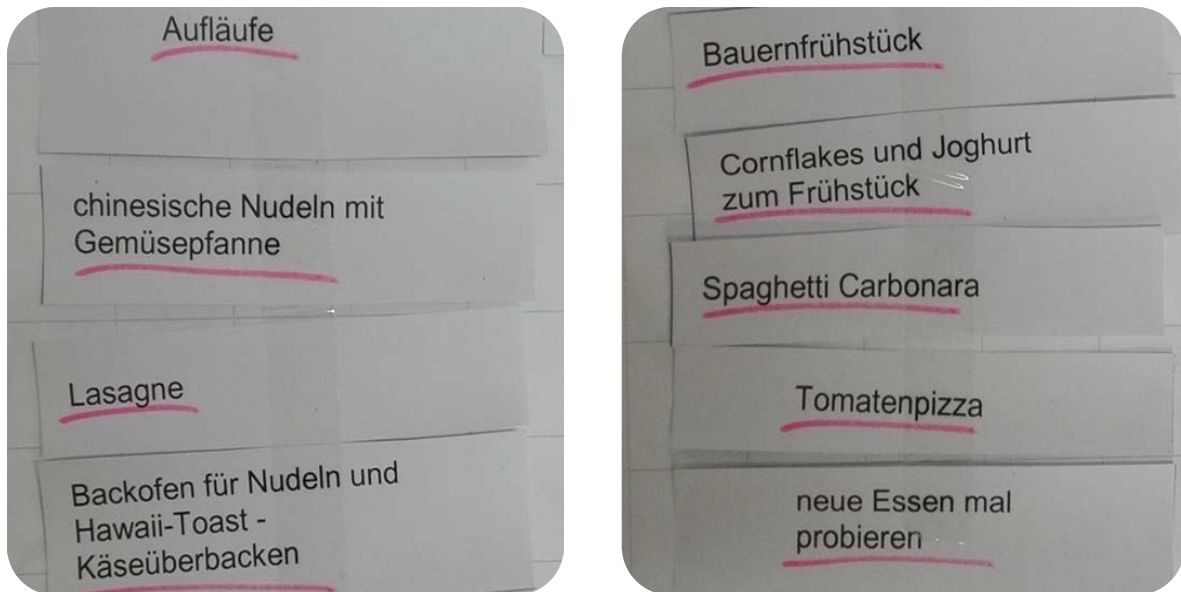 Aufläufe
chinesische Nudeln mit
Gemüsepfanne
Lasagne
Backofen für Nudeln und
Hawaii-Toast -
Käseüberbacken
Bauernfrühstück
Cornflakes und Joghurt
zum Frühstück
Spaghetti Carbonara
Tomatenpizza
neue Essen mal
probieren